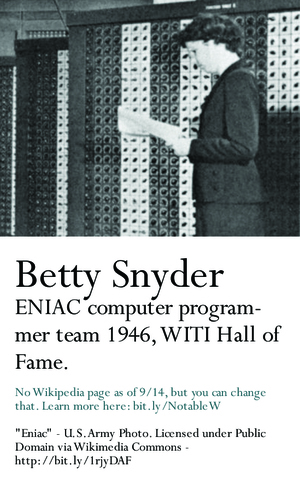 Betty Snyder
ENIAC computer program-
mer team 1946, WITI Hall of
Fame.
No Wikipedia page as of 9/14, but you can change
that. Learn more here: bit.ly/NotableW
"Eniac" - U.S. Army Photo. Licensed under Public
Domain via Wikimedia Commons -
http://bit.ly/1rjyDAF